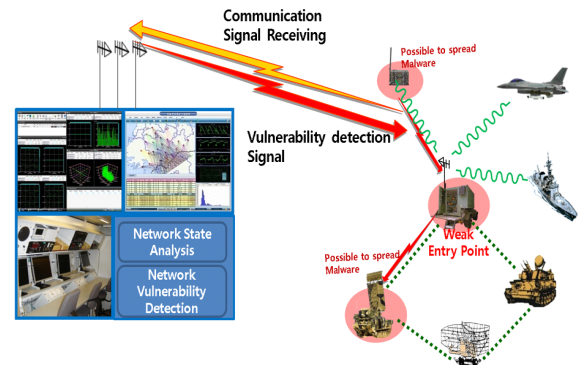 Communication
Signal Receiving
Possible to spread
Malware
Vulnerability detection
Signal
Network State
Analysis
Network
Vulnerability
Detection
Weak
Entry Point
Possible to spread
Malware